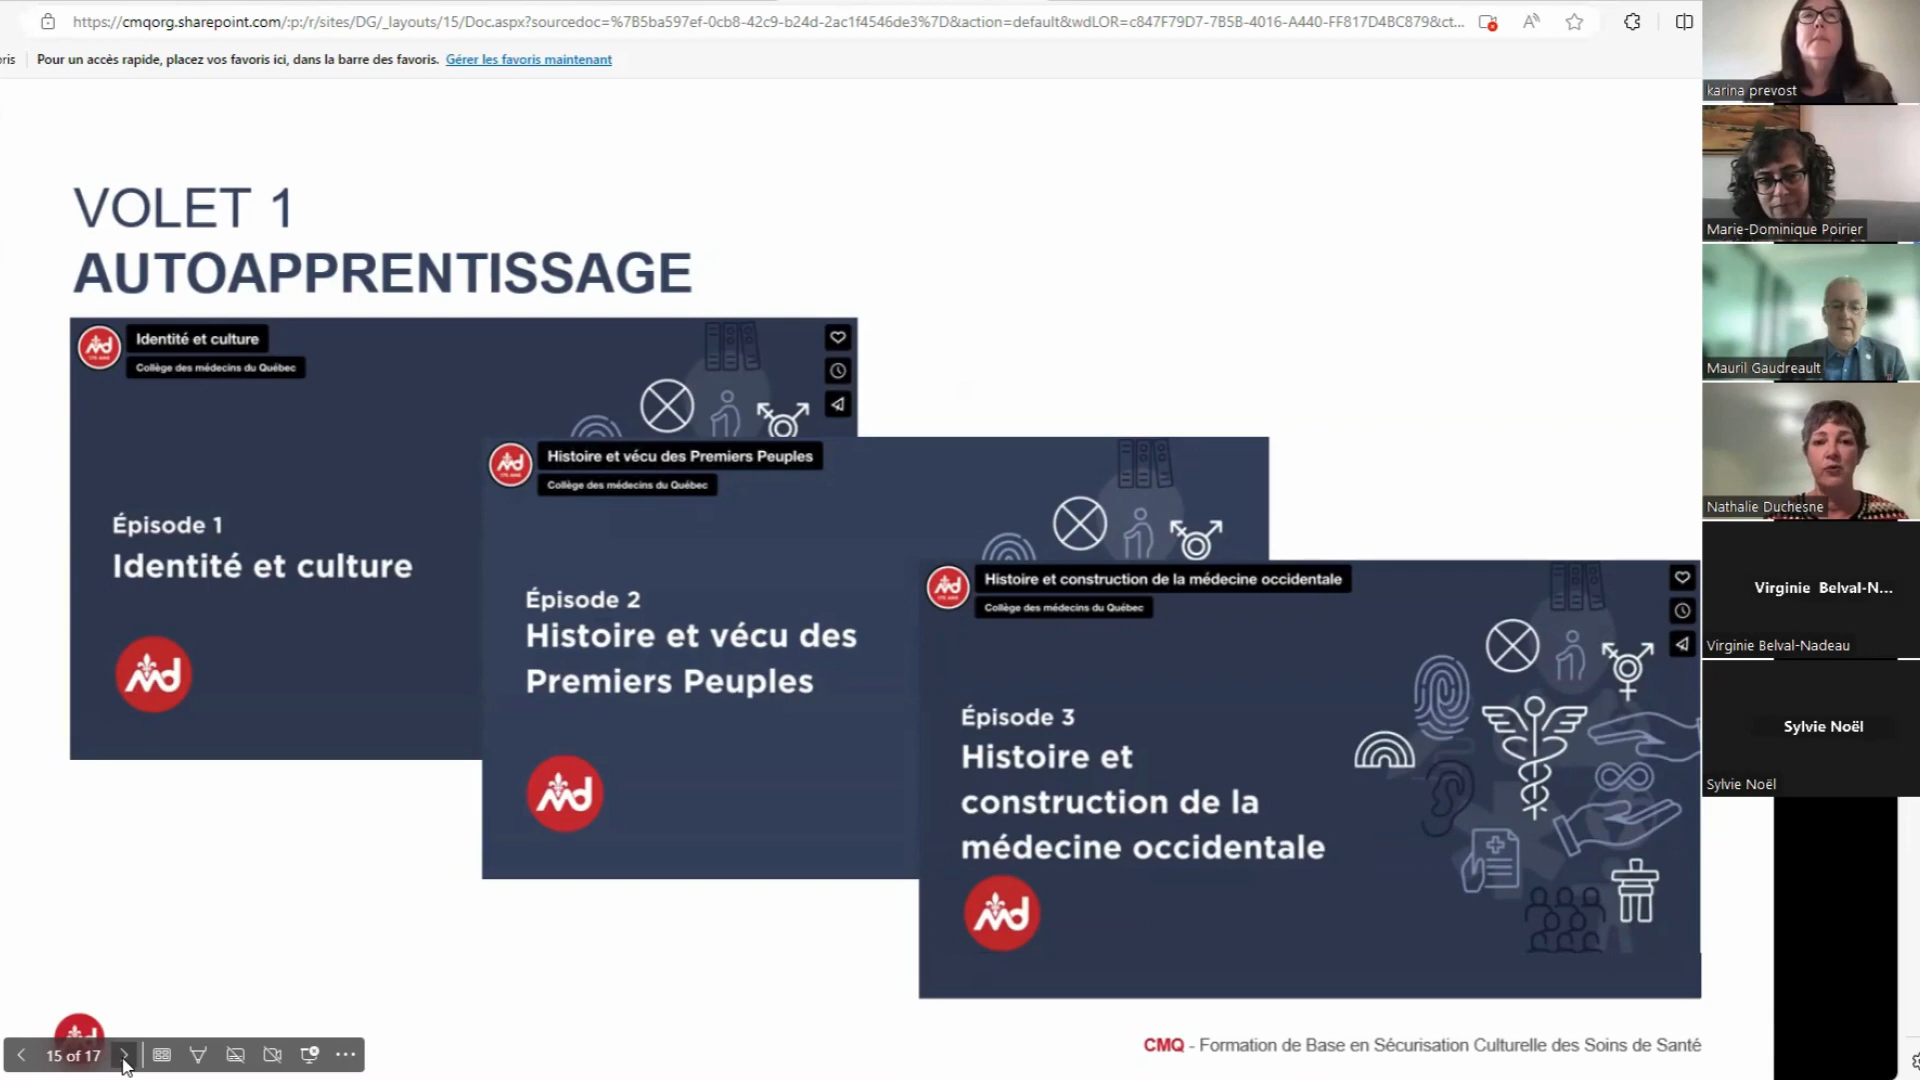 https://cmqorg.sharepoint.com/:p:/r/sites/DG/_layouts/15/Doc.aspx?sourcedoc=%7B5ba597ef-0cb8-42c9-b24d-2ac1f4546de3%7D&action=default&wdLOR=c847F79D7-7B5B-4016-A440-FF817D4BC879&ct...
oris
Pour un accès rapide, placez vos favoris ici, dans la barre des favoris. Gérer les favoris maintenant
VOLET 1
AUTOAPPRENTISSAGE
Identité et culture
Collège des médecins du Québec
Épisode 1
Identité et culture
Histoire et vécu des Premiers Peuples
Collège des médecins du Québec
Épisode 2
Histoire et vécu des
Premiers Peuples
Histoire et construction de la médecine occidentale
Collège des médecins du Québec
Épisode 3
Histoire et
construction de la
médecine occidentale
15 of 17
CMQ - Formation de Base en Sécurisation Culturelle des Soins de Santé
karina prevost
Marie-Dominique Poirier
Mauril Gaudreault
Nathalie Duchesne
Virginie Belval-N...
Virginie Belval-Nadeau
Sylvie Noël
Sylvie Noël